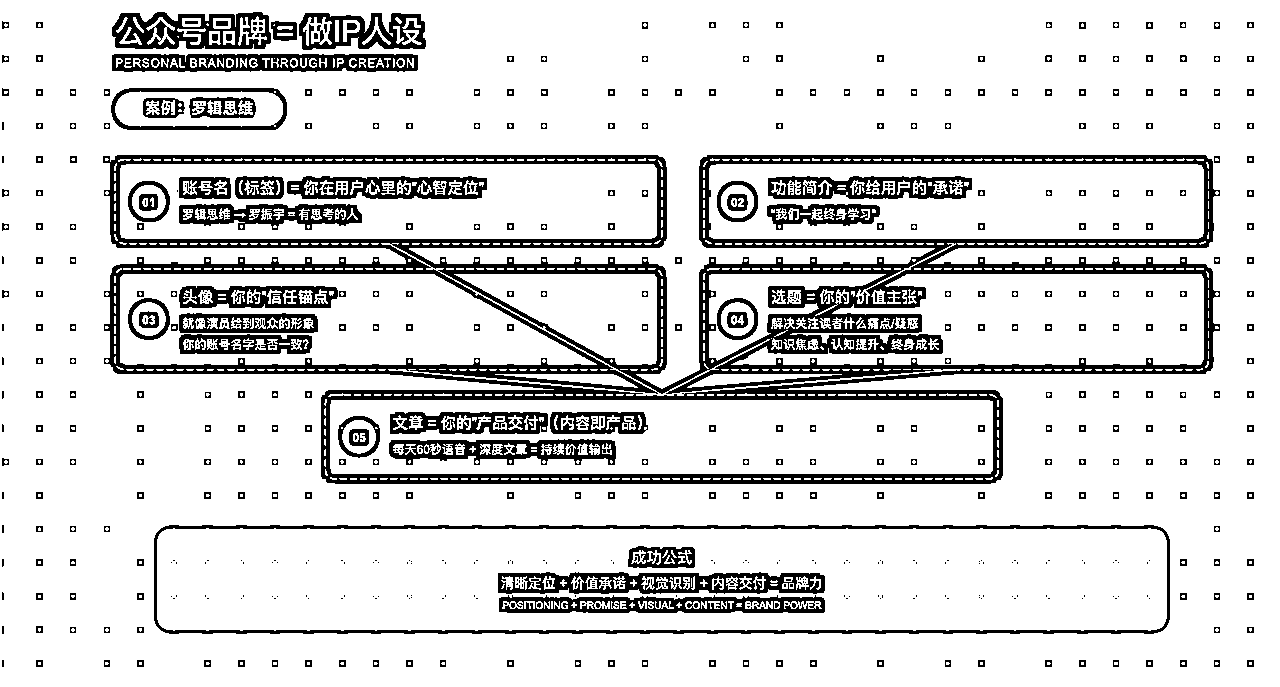 公众号品牌 = 做IP人设
PERSONAL BRANDING THROUGH IP CREATION
案例：罗辑思维
01
账号名（标签）= 你在用户心里的"心智定位"
罗辑思维 → 罗振宇 = 有思考的人
02
功能简介 = 你给用户的"承诺"
"我们一起终身学习"
03
头像 = 你的"信任锚点"
就像演员给到观众的形象
你的账号名字是否一致？
04
选题 = 你的"价值主张"
解决关注读者什么痛点/疑惑
知识焦虑、认知提升、终身成长
05
文章 = 你的"产品交付"（内容即产品）
每天60秒语音 + 深度文章 = 持续价值输出
成功公式
清晰定位 + 价值承诺 + 视觉识别 + 内容交付 = 品牌力
POSITIONING + PROMISE + VISUAL + CONTENT = BRAND POWER